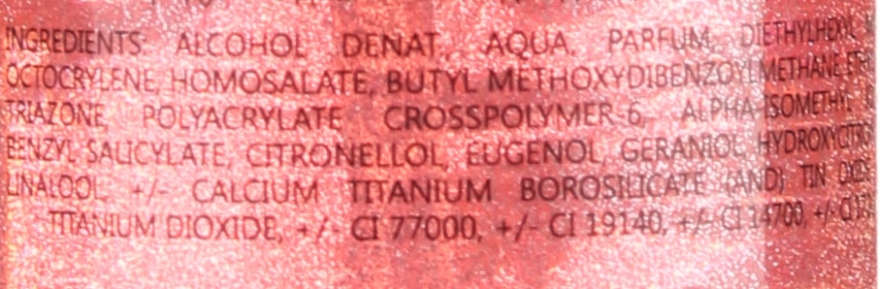 INGREDIENTS: ALCOHOL DENAT., AQUA, PARFUM, DIETHYLHEXYL
OCTOCRYLENE, HOMOSALATE, BUTYL METHOXYDIBENZOYLMETHANE,
TRIAZONE, POLYACRYLATE CROSSPOLYMER-6, ALPHA-ISOMETHYL
BENZYL SALICYLATE, CITRONELLOL, EUGENOL, GERANIOL,
LINALOOL, +/- CALCIUM TITANIUM BOROSILICATE (AND) TIN OXIDE
TITANIUM DIOXIDE, +/- CI 77000, +/- CI 19140, +/- CI 14700, +/-